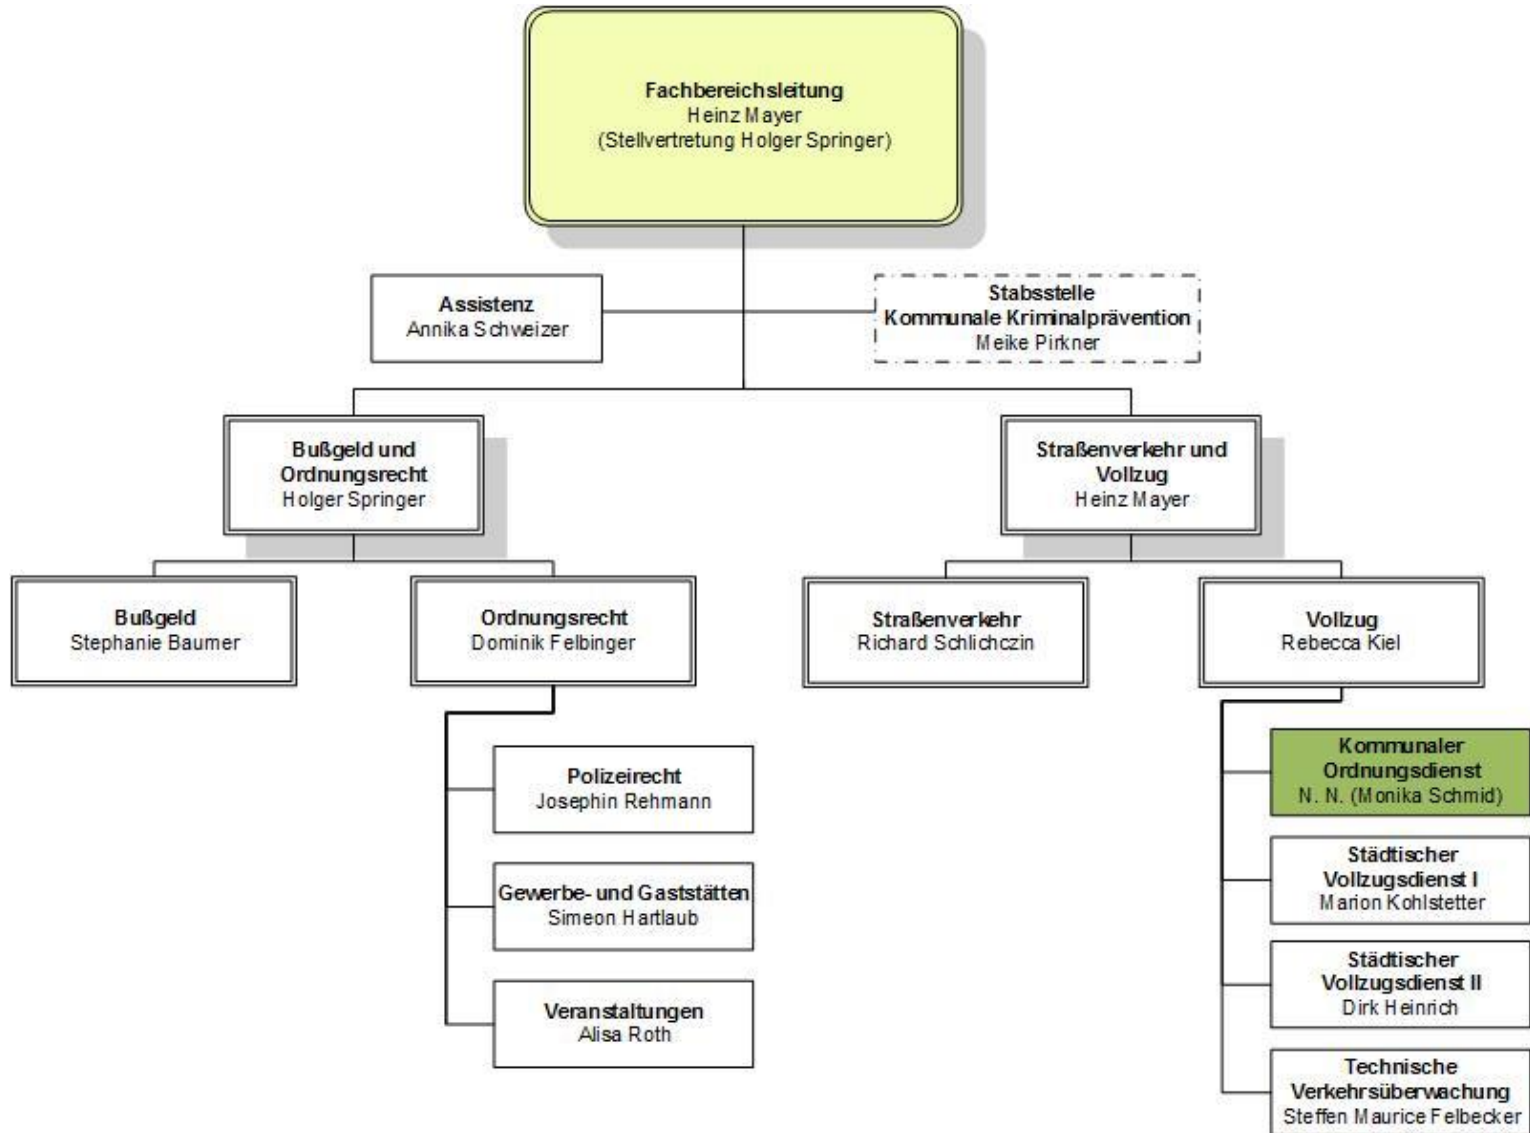 Fachbereichsleitung
Heinz Mayer
(Stellvertretung Holger Springer)
Assistenz
Annika Schweizer
Stabsstelle
Kommunale Kriminalprävention
Meike Pirkner
Bußgeld und
Ordnungsrecht
Holger Springer
Straßenverkehr und
Vollzug
Heinz Mayer
Bußgeld
Stephanie Baumer
Ordnungsrecht
Dominik Felbinger
Straßenverkehr
Richard Schlichczin
Vollzug
Rebecca Kiel
Polizeirecht
Josephin Rehmann
Gewerbe- und Gaststätten
Simeon Hartlaub
Veranstaltungen
Alisa Roth
Kommunaler
Ordnungsdienst
N. N. (Monika Schmid)
Städtischer
Vollzugsdienst I
Marion Kohlstetter
Städtischer
Vollzugsdienst II
Dirk Heinrich
Technische
Verkehrsüberwachung
Steffen Maurice Felbecker